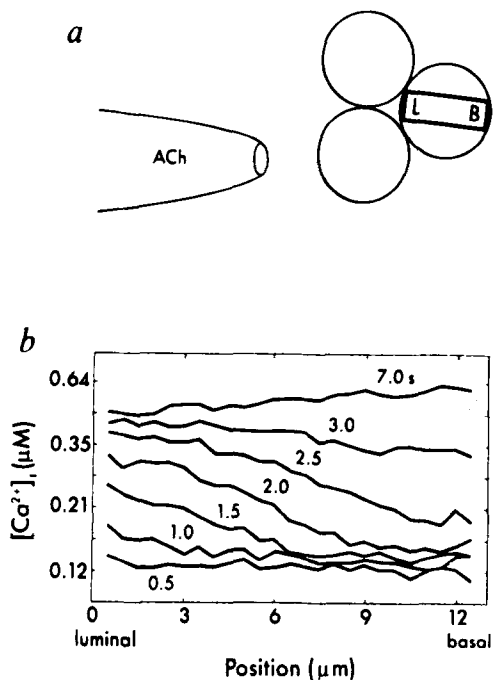 a
ACh
L B
b
[Ca²⁺]ᵢ (μM)
0.64
0.35
0.21
0.12
7.0 s
3.0
2.5
2.0
1.5
1.0
0.5
0 3 6 9 12
luminal basal
Position (μm)